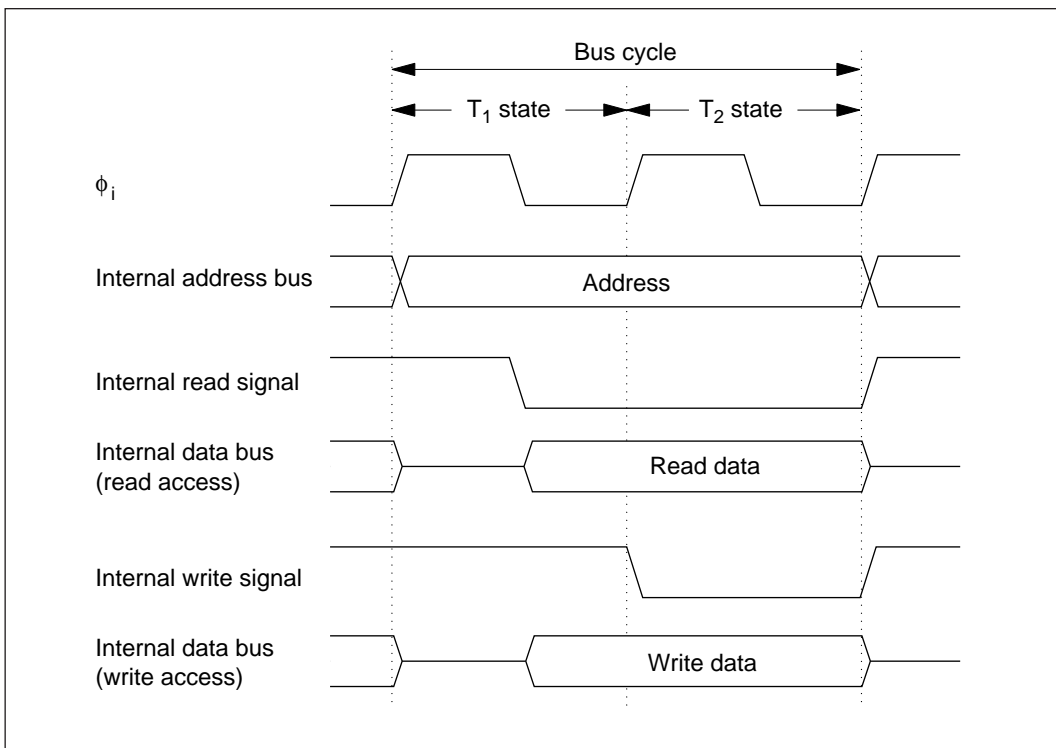 Bus cycle
T₁ state
T₂ state
ϕᵢ
Internal address bus
Address
Internal read signal
Internal data bus
(read access)
Read data
Internal write signal
Internal data bus
(write access)
Write data